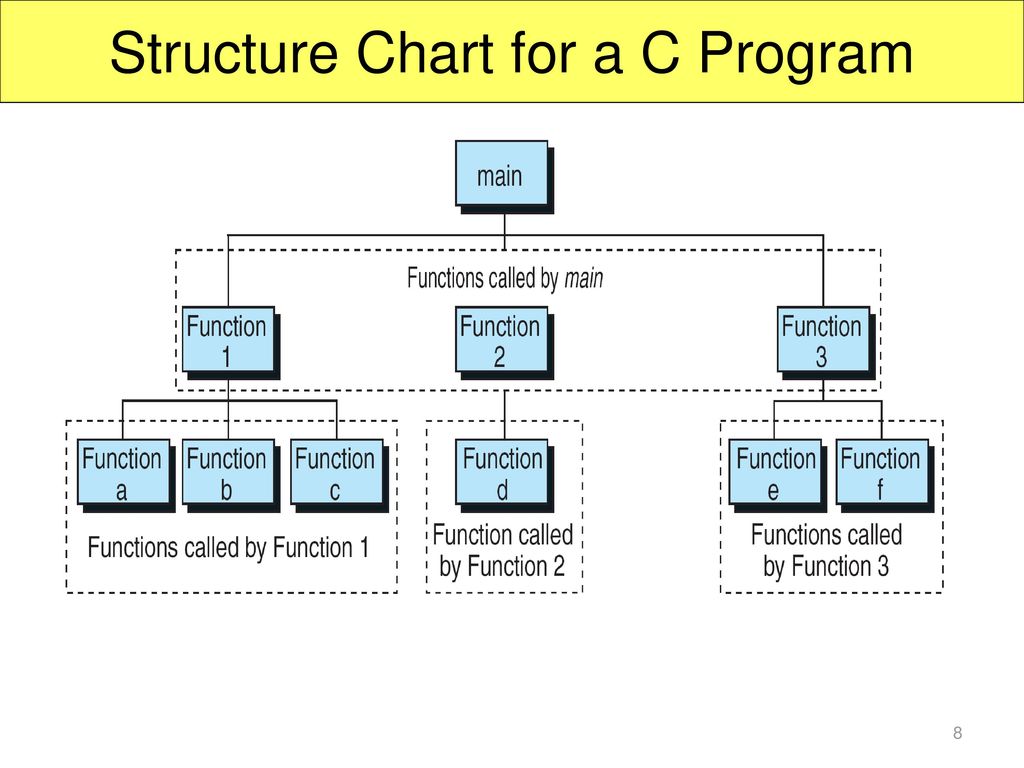 Structure Chart for a C Program
main
Functions called by main
Function
1
Function
2
Function
3
Function
a
Function
b
Function
c
Functions called by Function 1
Function
d
Function called
by Function 2
Function
e
Function
f
Functions called
by Function 3
8